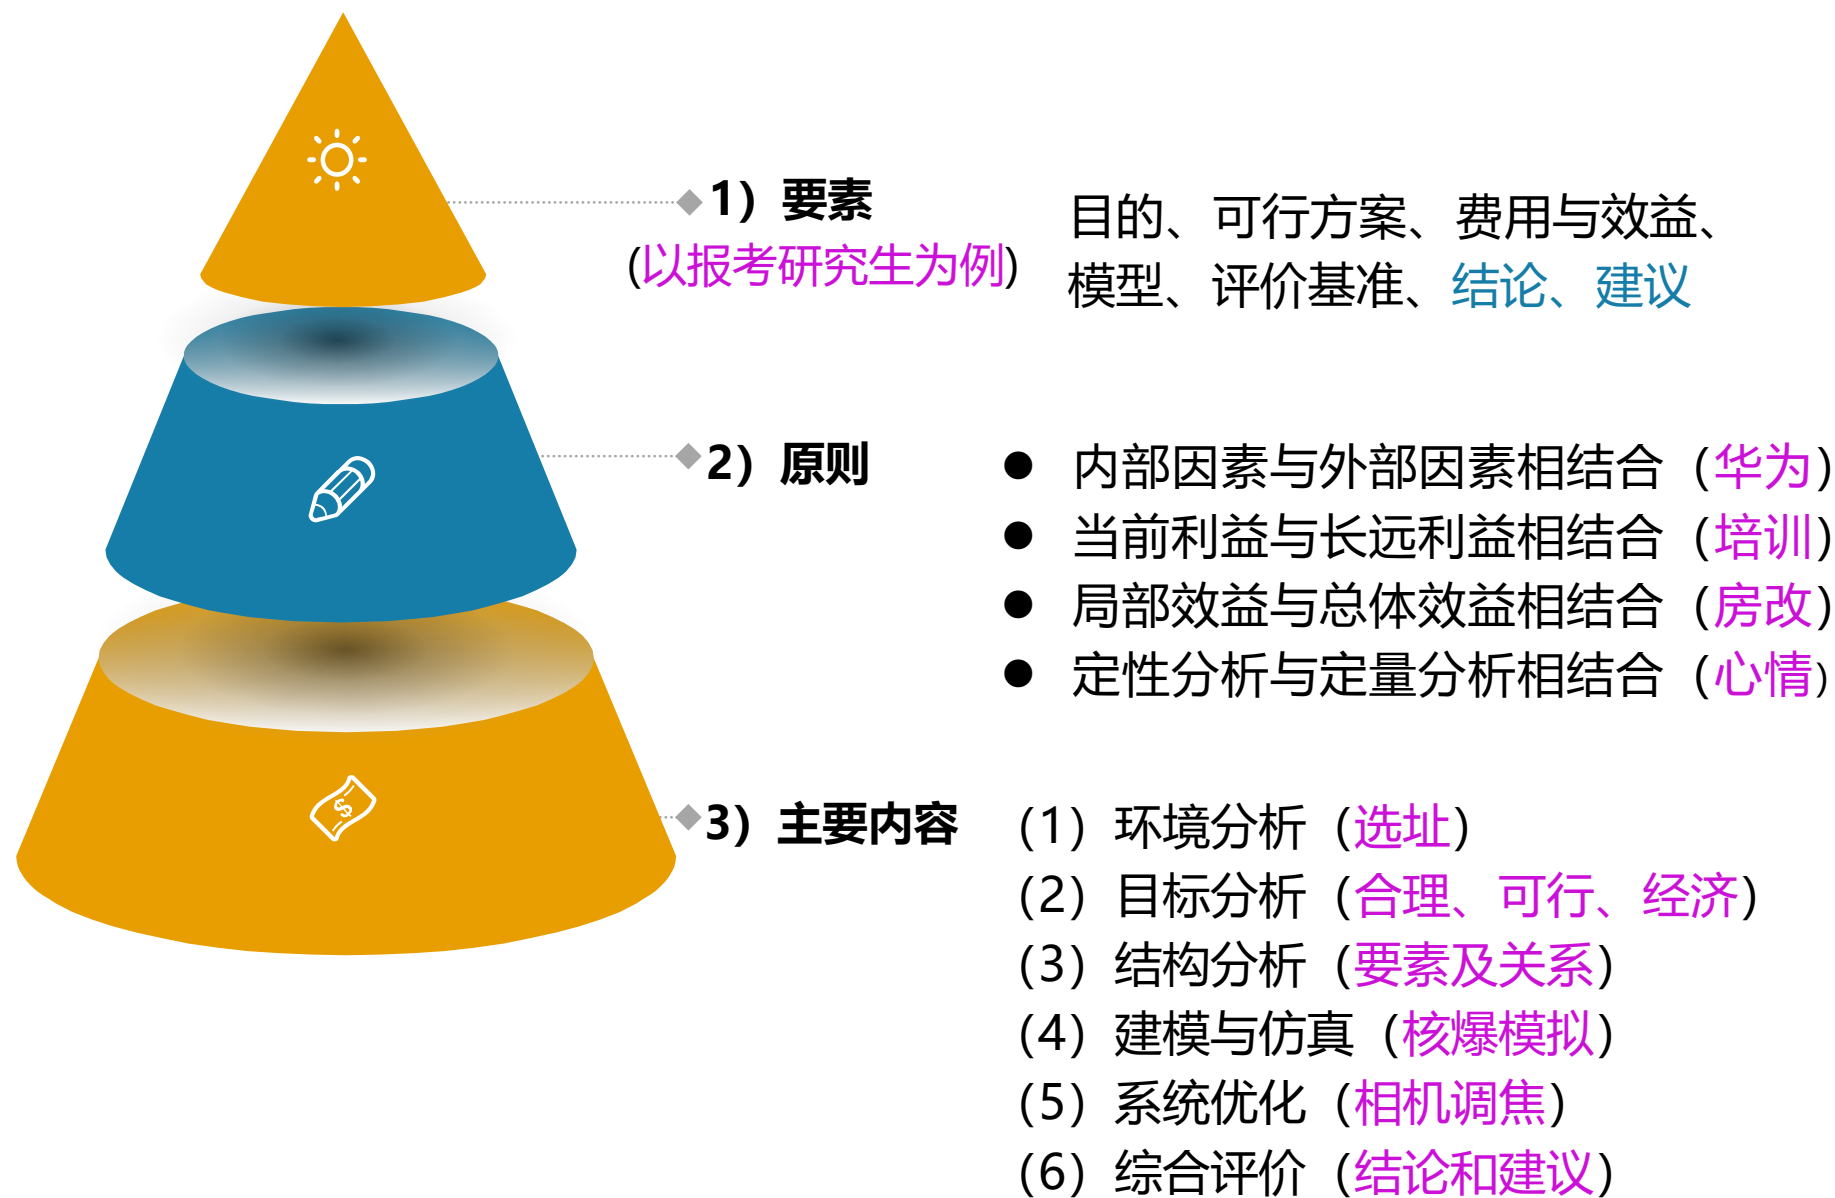 1）要素
(以报考研究生为例)
目的、可行方案、费用与效益、
模型、评价基准、结论、建议
2）原则
● 内部因素与外部因素相结合（华为）
● 当前利益与长远利益相结合（培训）
● 局部效益与总体效益相结合（房改）
● 定性分析与定量分析相结合（心情）
3）主要内容
（1）环境分析（选址）
（2）目标分析（合理、可行、经济）
（3）结构分析（要素及关系）
（4）建模与仿真（核爆模拟）
（5）系统优化（相机调焦）
（6）综合评价（结论和建议）